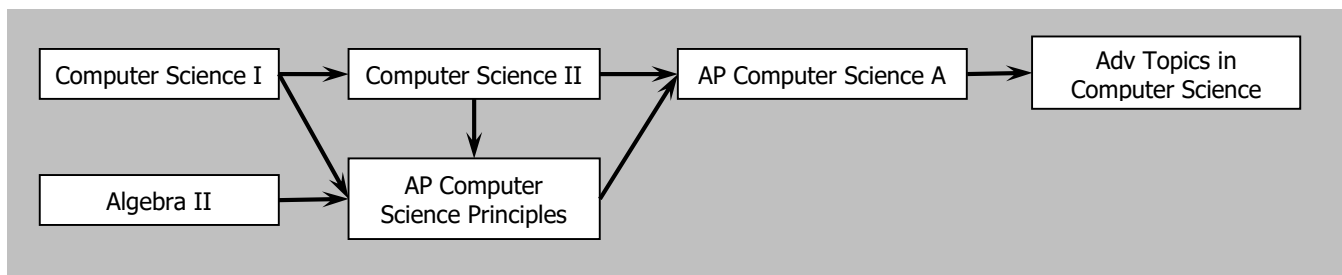 Computer Science I
Computer Science II
AP Computer Science A
Adv Topics in
Computer Science
Algebra II
AP Computer
Science Principles